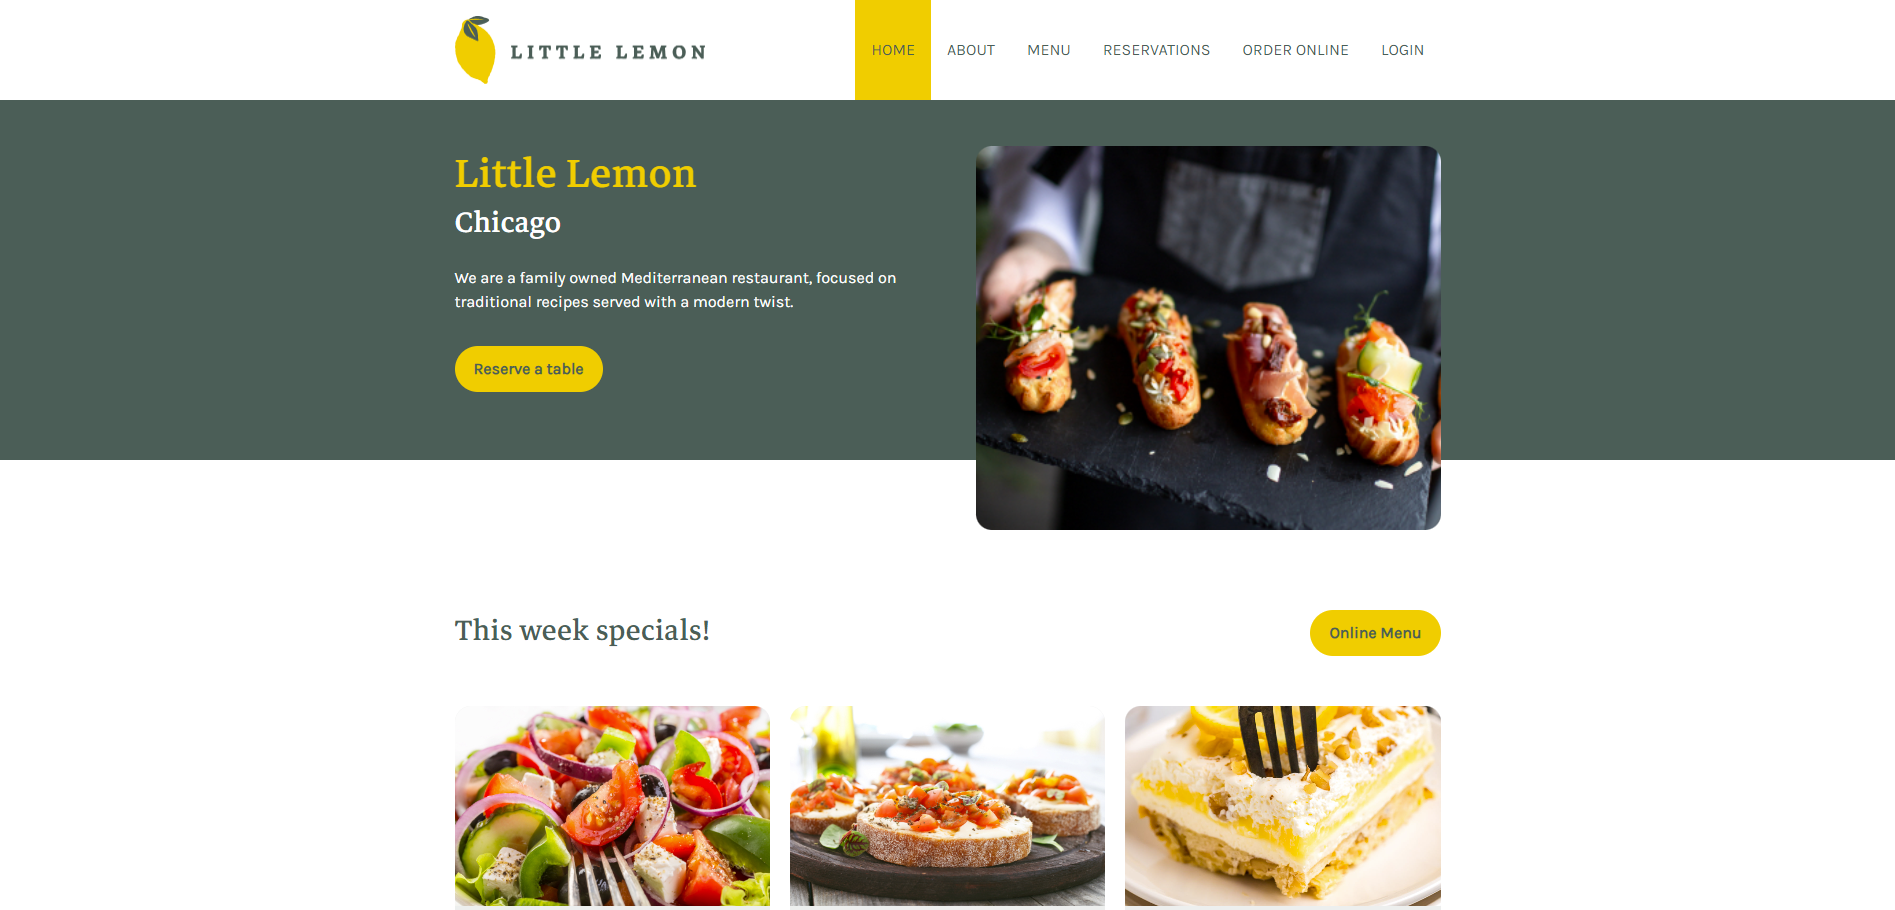 LITTLE LEMON
HOME ABOUT MENU RESERVATIONS ORDER ONLINE LOGIN
Little Lemon
Chicago
We are a family owned Mediterranean restaurant, focused on
traditional recipes served with a modern twist.
Reserve a table
This week specials!
Online Menu